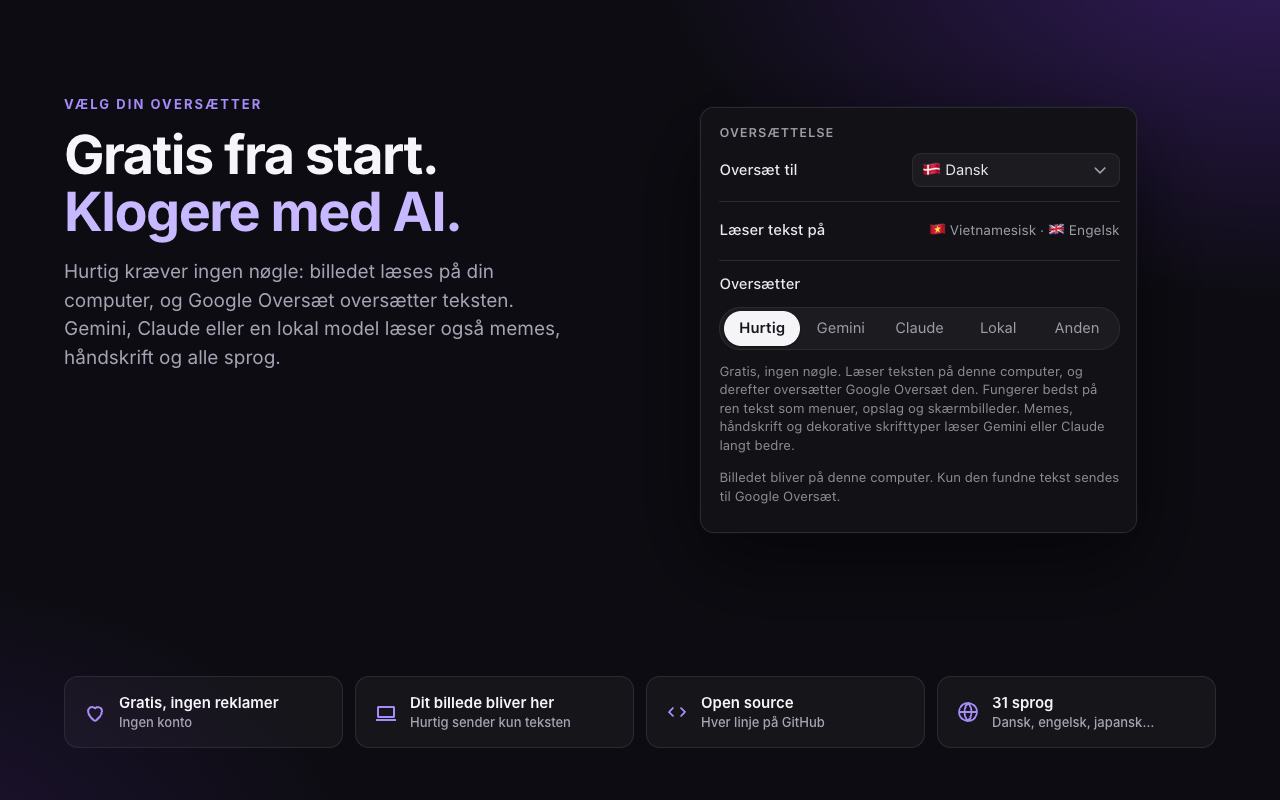 VÆLG DIN OVERSÆTTER
Gratis fra start.
Klogere med AI.
Hurtig kræver ingen nøgle: billedet læses på din
computer, og Google Oversæt oversætter teksten.
Gemini, Claude eller en lokal model læser også memes,
håndskrift og alle sprog.
OVERSÆTTELSE
Oversæt til
Dansk
Læser tekst på
Vietnamesisk · Engelsk
Oversætter
Hurtig Gemini Claude Lokal Anden
Gratis, ingen nøgle. Læser teksten på denne computer, og
derefter oversætter Google Oversæt den. Fungerer bedst på
ren tekst som menuer, opslag og skærmbilleder. Memes,
håndskrift og dekorative skrifttyper læser Gemini eller Claude
langt bedre.
Billedet bliver på denne computer. Kun den fundne tekst sendes
til Google Oversæt.
Gratis, ingen reklamer
Ingen konto
Dit billede bliver her
Hurtig sender kun teksten
Open source
Hver linje på GitHub
31 sprog
Dansk, engelsk, japansk...